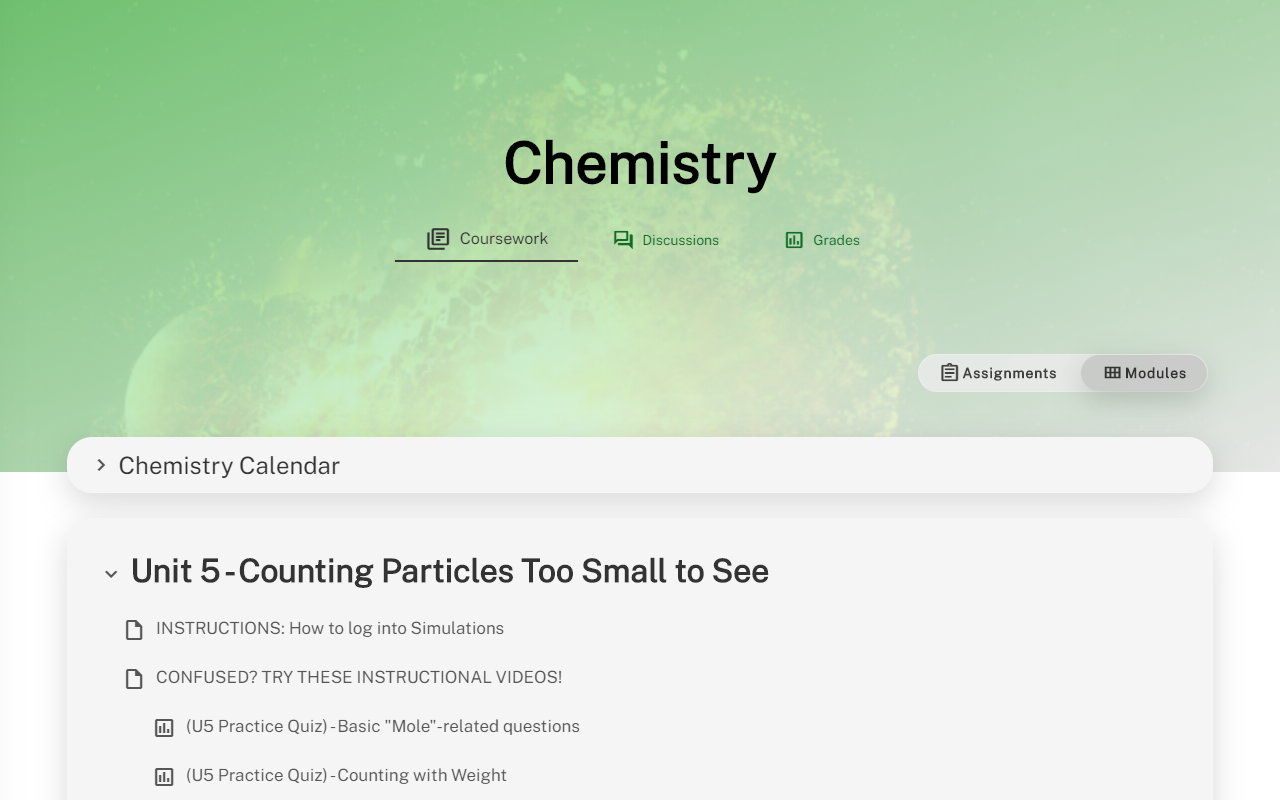 Chemistry
Coursework
Discussions
Grades
Assignments
Modules
Chemistry Calendar
Unit 5 - Counting Particles Too Small to See
INSTRUCTIONS: How to log into Simulations
CONFUSED? TRY THESE INSTRUCTIONAL VIDEOS!
(U5 Practice Quiz) - Basic "Mole"-related questions
(U5 Practice Quiz) - Counting with Weight